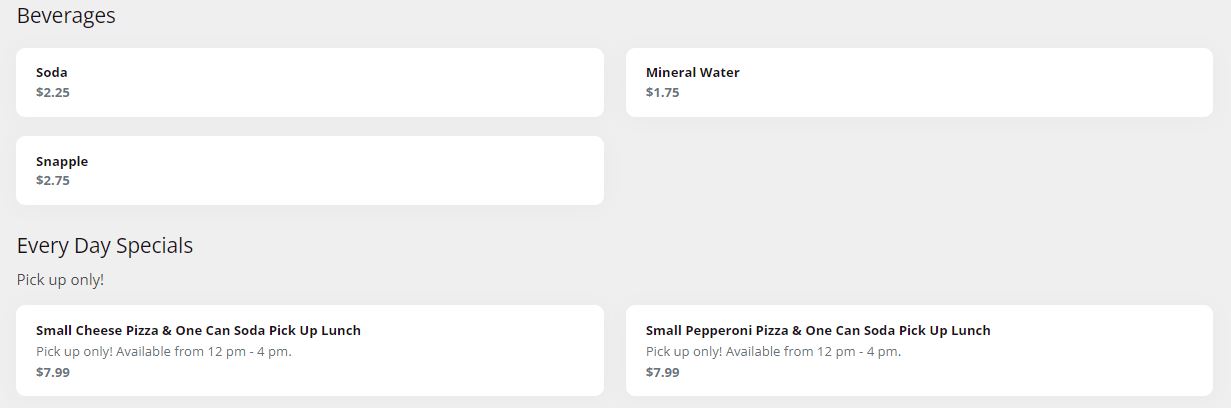 Beverages
Soda
$2.25
Mineral Water
$1.75
Snapple
$2.75
Every Day Specials
Pick up only!
Small Cheese Pizza & One Can Soda Pick Up Lunch
Pick up only! Available from 12 pm - 4 pm.
$7.99
Small Pepperoni Pizza & One Can Soda Pick Up Lunch
Pick up only! Available from 12 pm - 4 pm.
$7.99